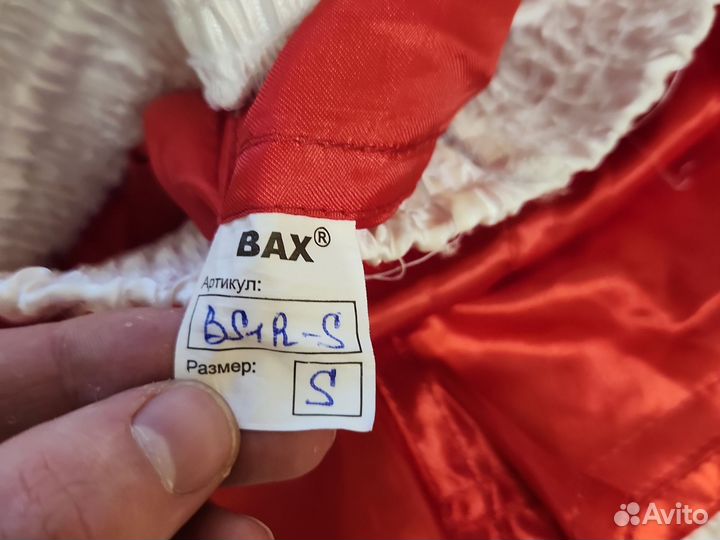 BAX®
Артикул:
BS1R-S
Размер:
S
Avito